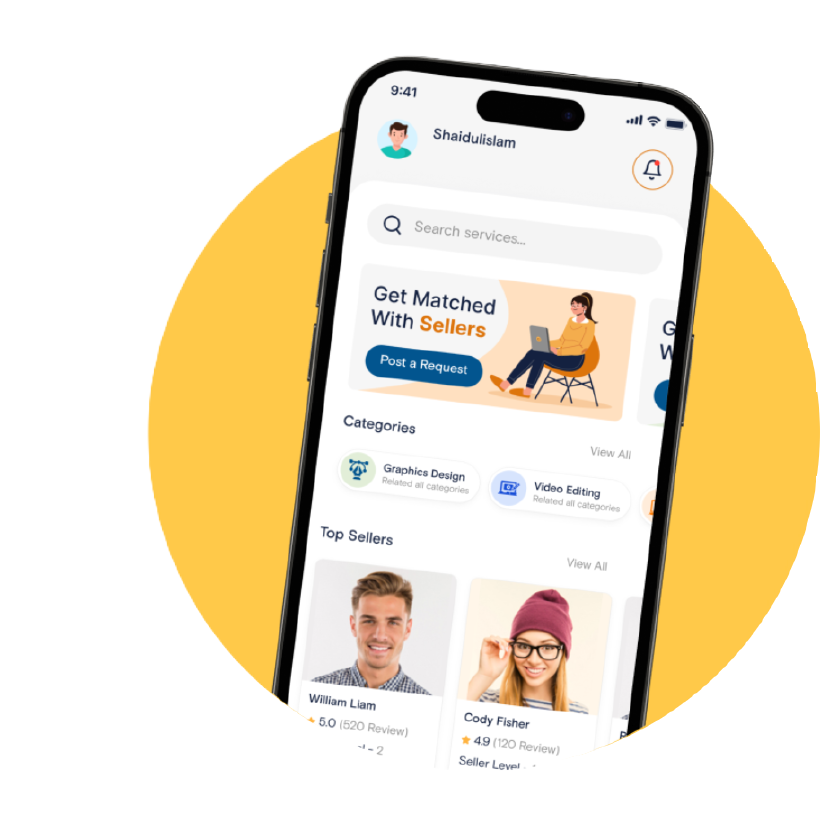 9:41
Shaidulislam
Search services...
Get Matched
With Sellers
Post a Request
G
W
Categories
View All
Graphics Design
Related all categories
Video Editing
Related all categories
Top Sellers
View All
William Liam
5.0 (520 Review)
- 2
Cody Fisher
4.9 (120 Review)
Seller Level